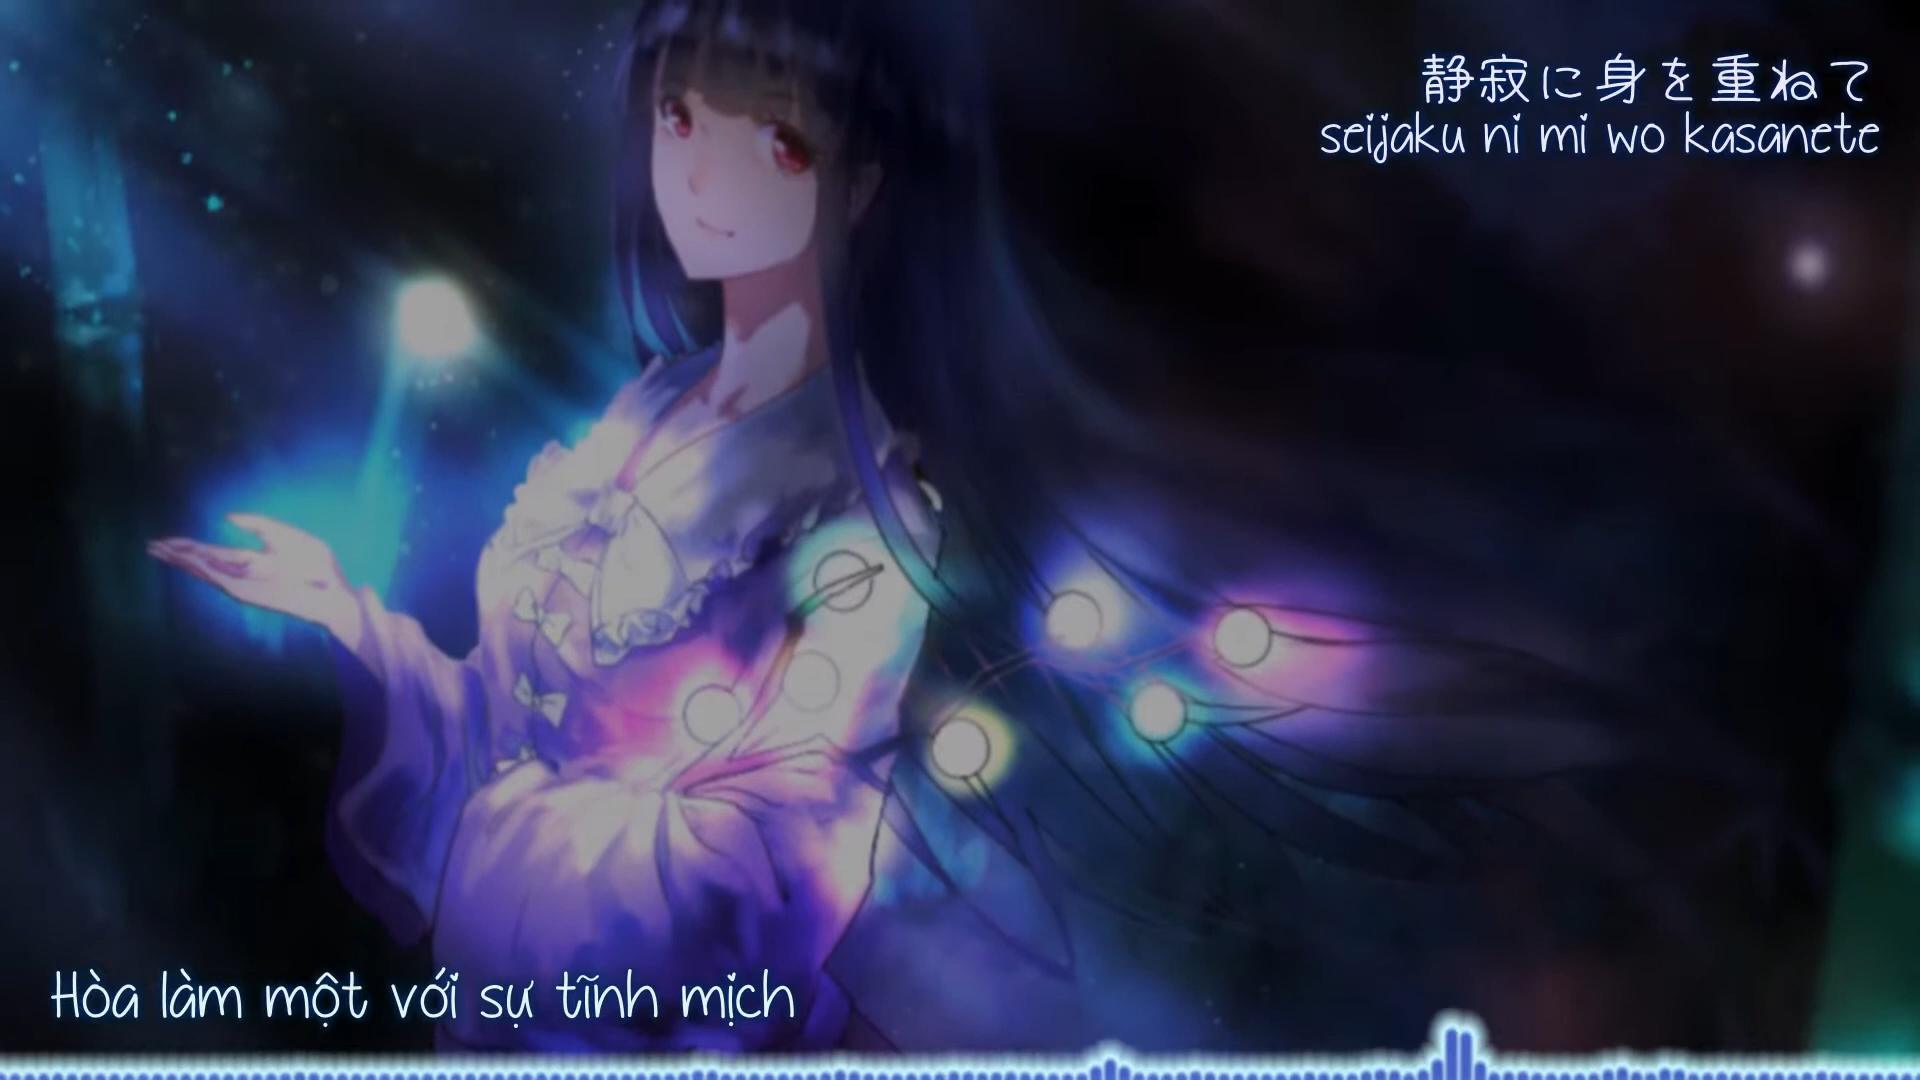 静寂に身を重ねて
seijaku ni mi wo kasanete
Hòa làm một với sự tĩnh mịch